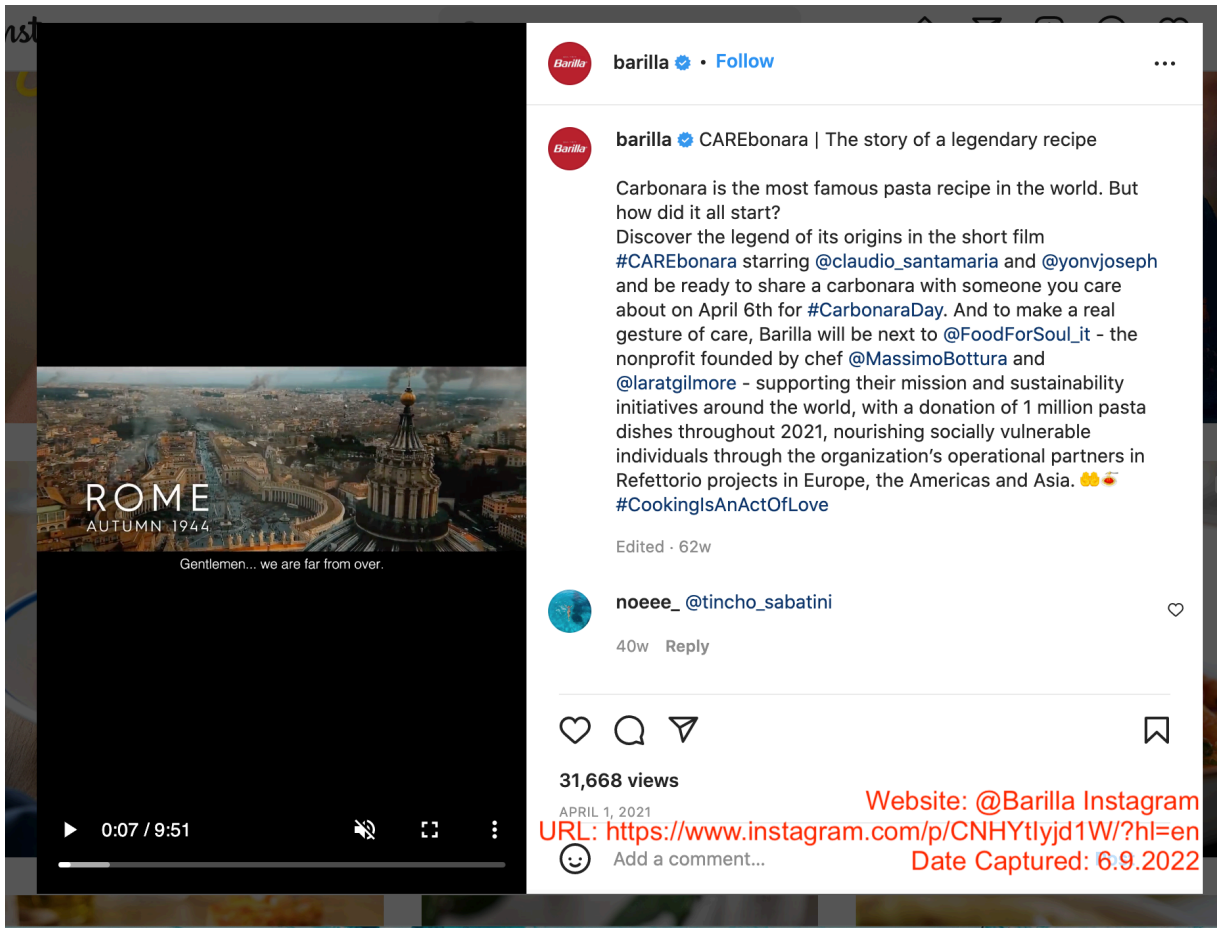 Barilla
barilla • Follow
Barilla
barilla CAREbonara | The story of a legendary recipe
Carbonara is the most famous pasta recipe in the world. But
how did it all start?
Discover the legend of its origins in the short film
#CAREbonara starring @claudio_santamaria and @yonvjoseph
and be ready to share a carbonara with someone you care
about on April 6th for #CarbonaraDay. And to make a real
gesture of care, Barilla will be next to @FoodForSoul_it - the
nonprofit founded by chef @MassimoBottura and
@laratgilmore - supporting their mission and sustainability
initiatives around the world, with a donation of 1 million pasta
dishes throughout 2021, nourishing socially vulnerable
individuals through the organization’s operational partners in
Refettorio projects in Europe, the Americas and Asia. 🤲🍝
#CookingIsAnActOfLove
Edited · 62w
noeee_ @tincho_sabatini
40w Reply
ROME
AUTUMN 1944
Gentlemen... we are far from over.
0:07 / 9:51
31,668 views
APRIL 1, 2021
Add a comment...
Website: @Barilla Instagram
URL: https://www.instagram.com/p/CNHYtIyjd1W/?hl=en
Date Captured: 6.9.2022